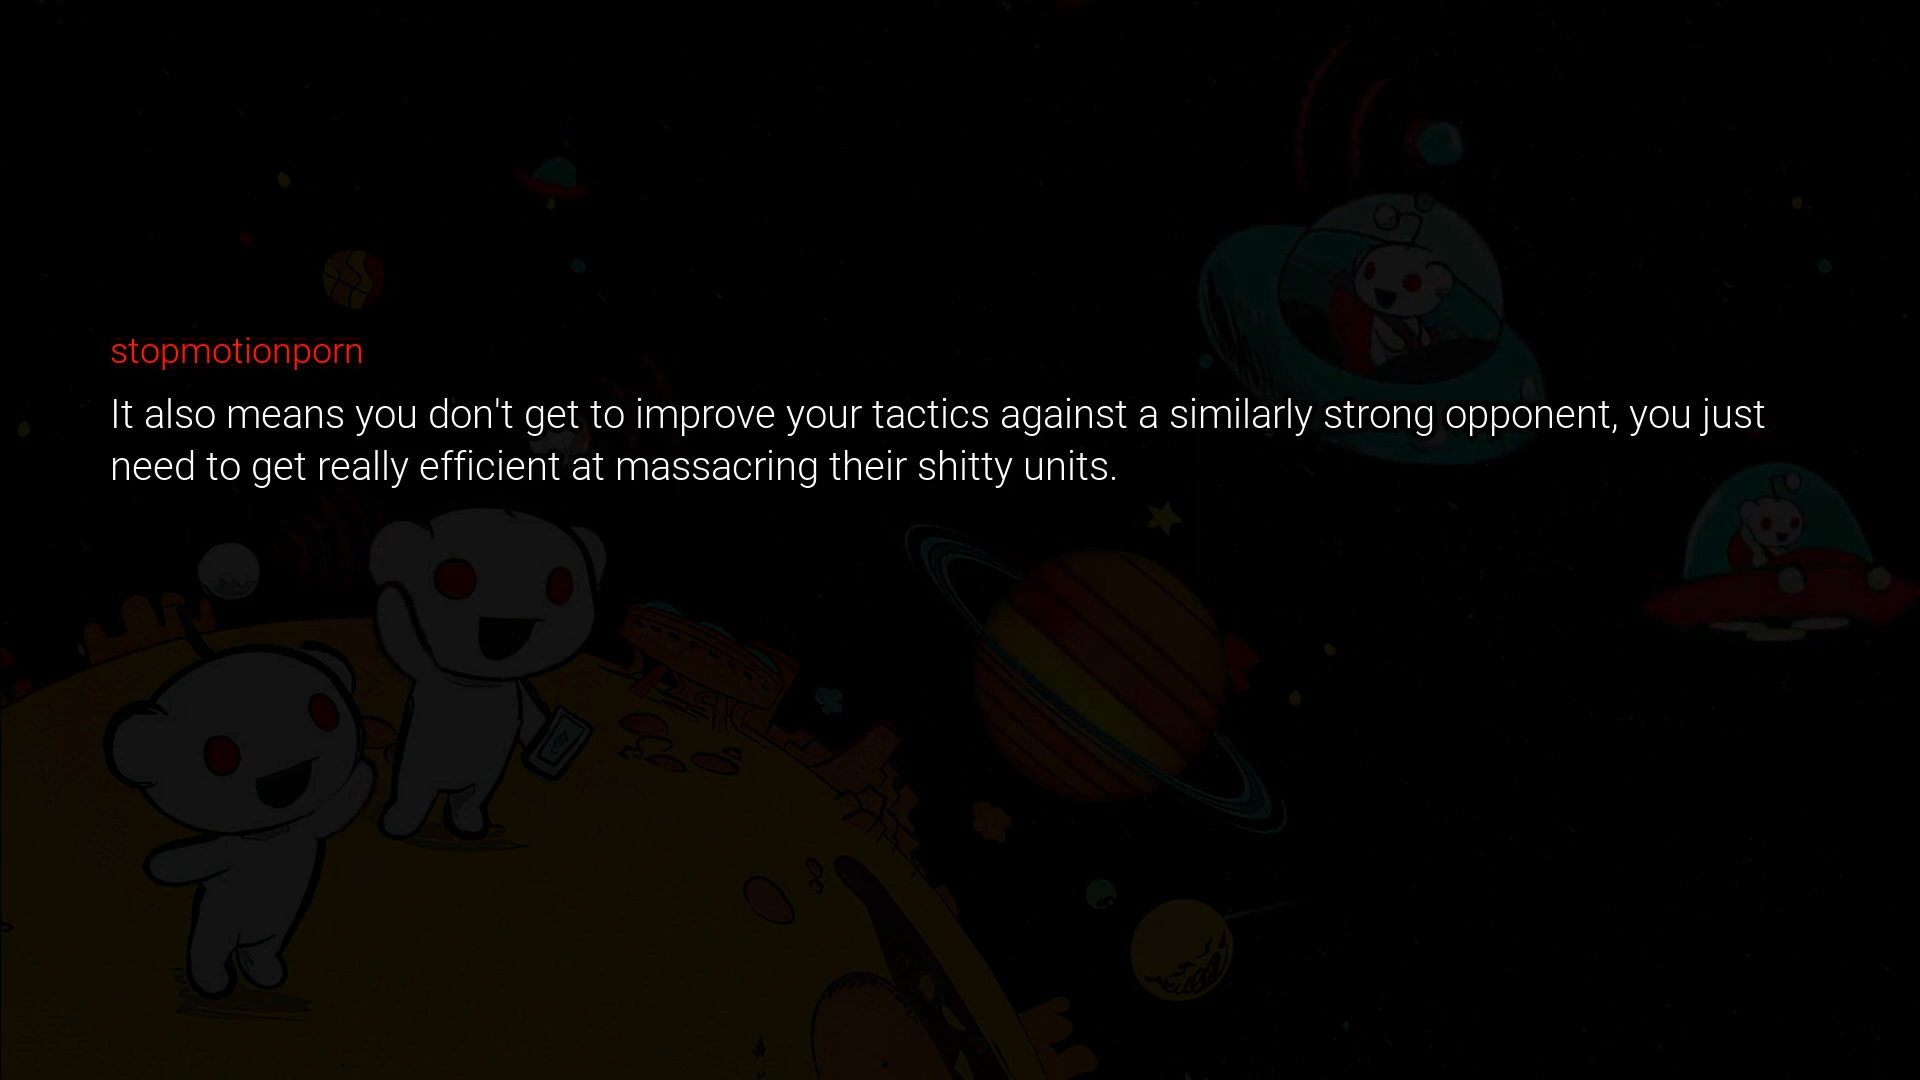 stopmotionporn
It also means you don't get to improve your tactics against a similarly strong opponent, you just
need to get really efficient at massacring their shitty units.